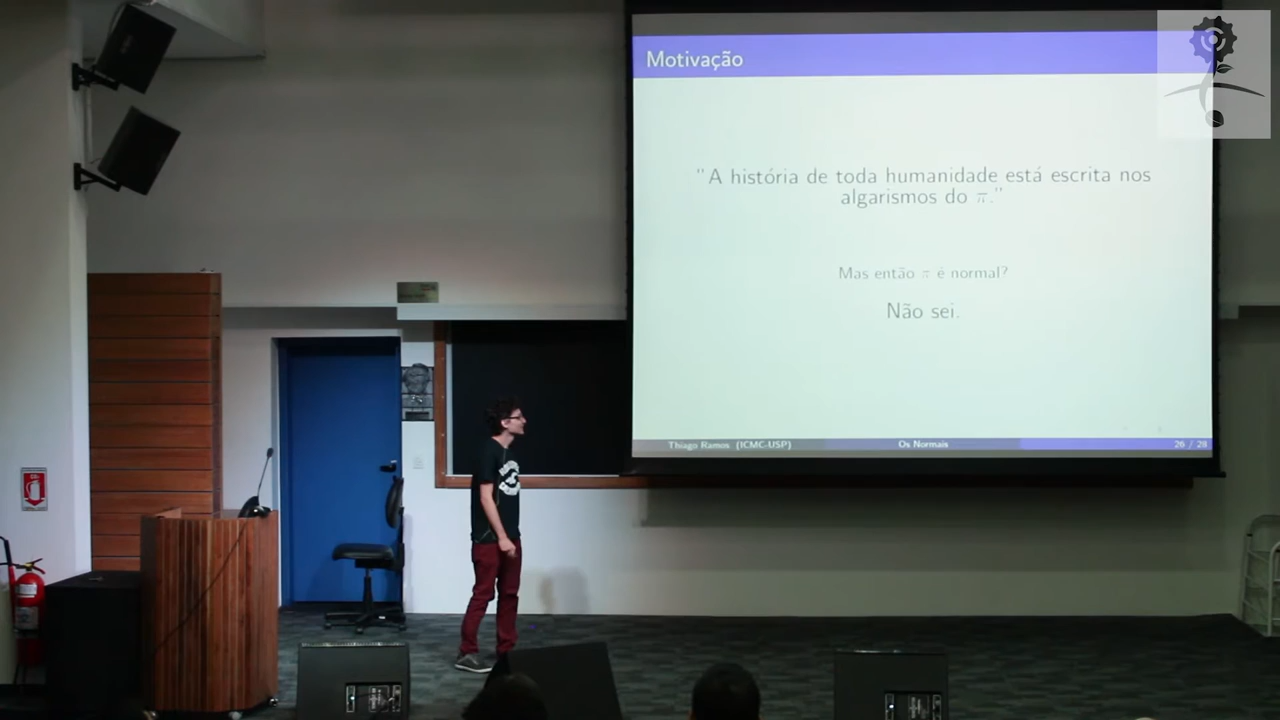 Motivação
"A história de toda humanidade está escrita nos
algarismos do π."
Mas então π é normal?
Não sei.
Thiago Ramos (ICMC-USP)
Os Normais
26 / 28